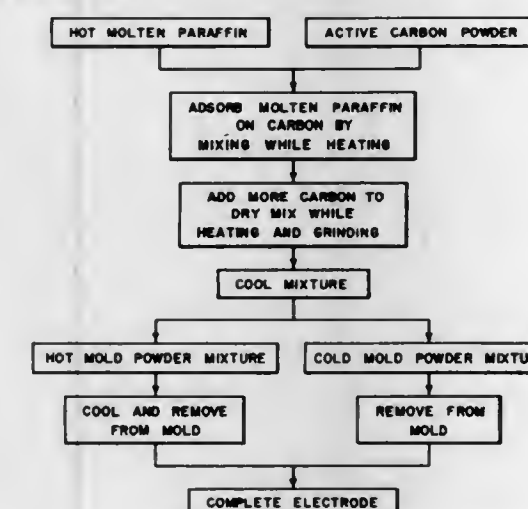 HOT MOLTEN PARAFFIN
ACTIVE CARBON POWDER
ADSORB MOLTEN PARAFFIN
ON CARBON BY
MIXING WHILE HEATING
ADD MORE CARBON TO
DRY MIX WHILE
HEATING AND GRINDING
COOL MIXTURE
HOT MOLD POWDER MIXTURE
COLD MOLD POWDER MIXTU
COOL AND REMOVE
FROM MOLD
REMOVE FROM
MOLD
COMPLETE ELECTRODE